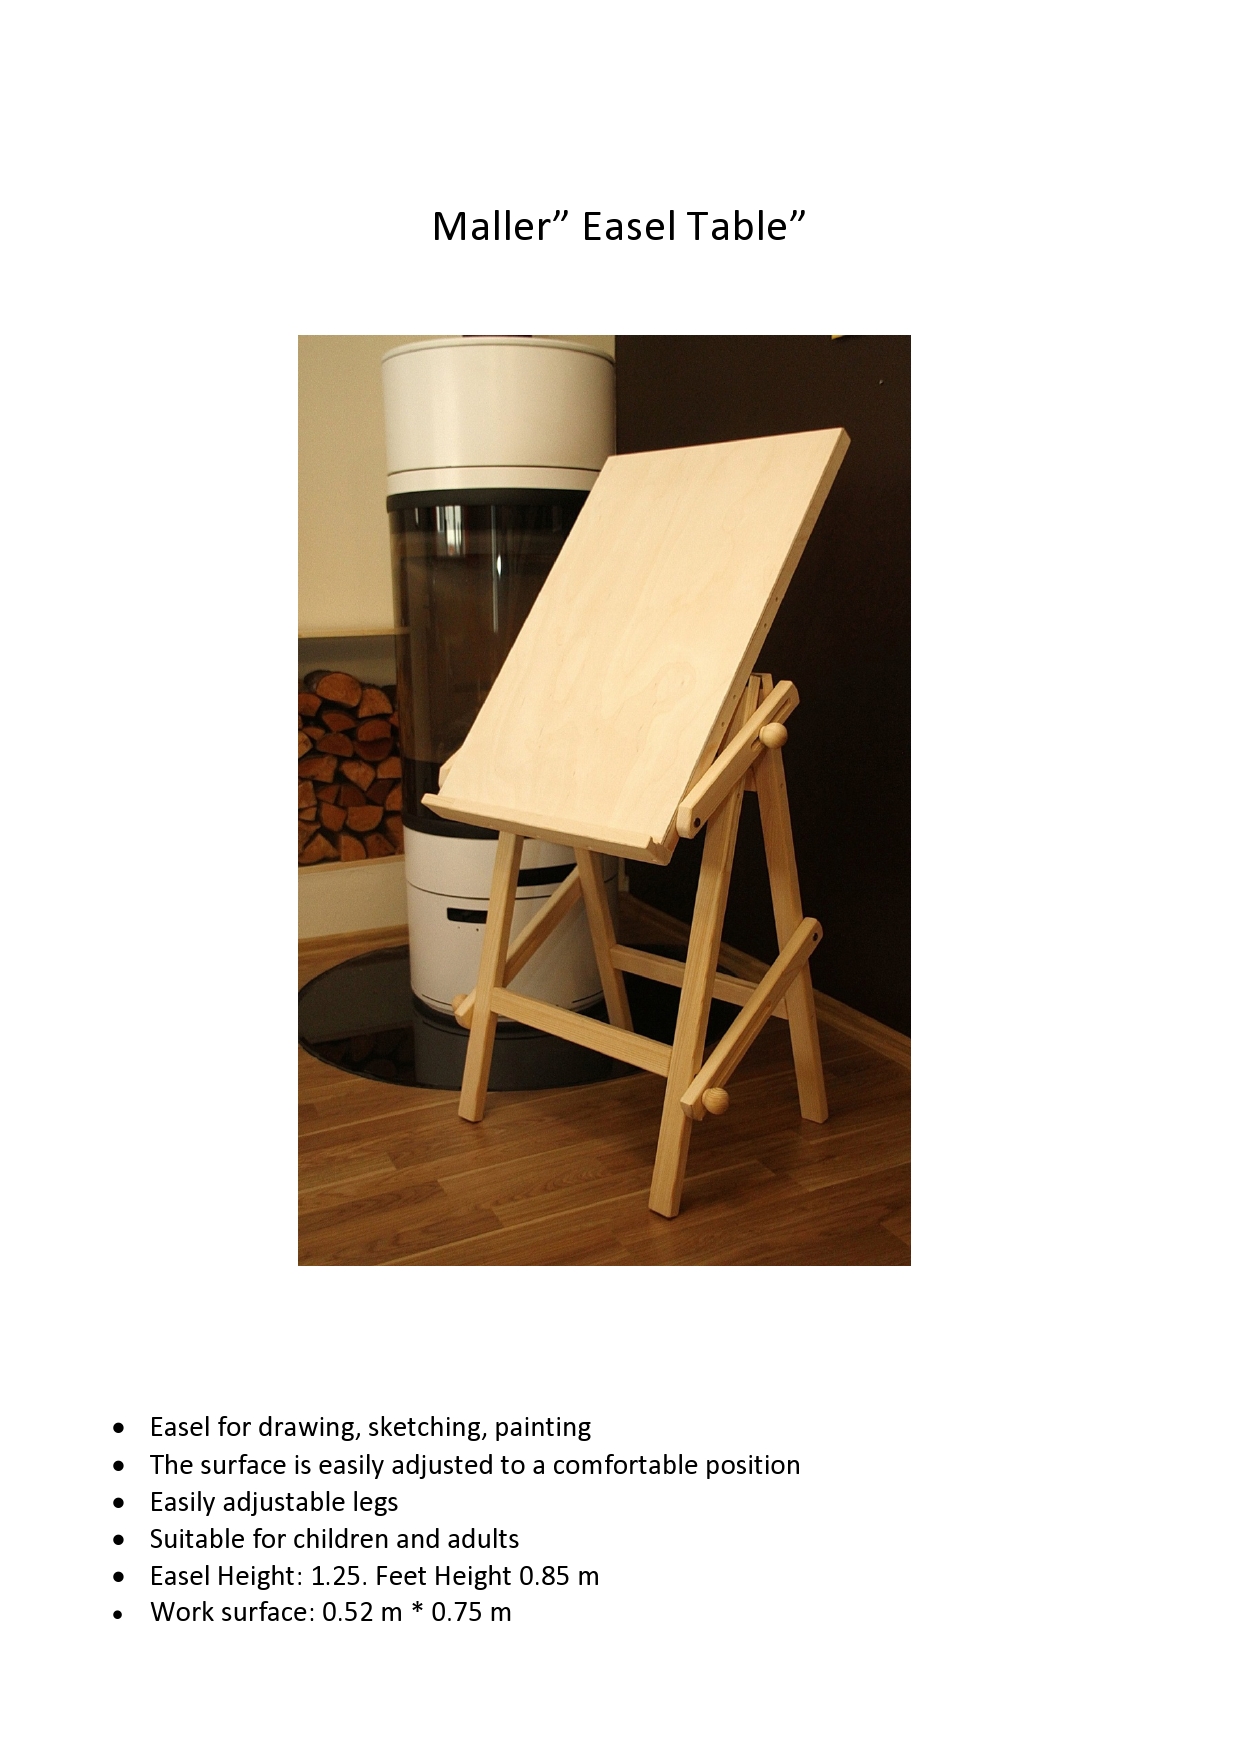 Maller” Easel Table”
• Easel for drawing, sketching, painting
• The surface is easily adjusted to a comfortable position
• Easily adjustable legs
• Suitable for children and adults
• Easel Height: 1.25. Feet Height 0.85 m
• Work surface: 0.52 m * 0.75 m